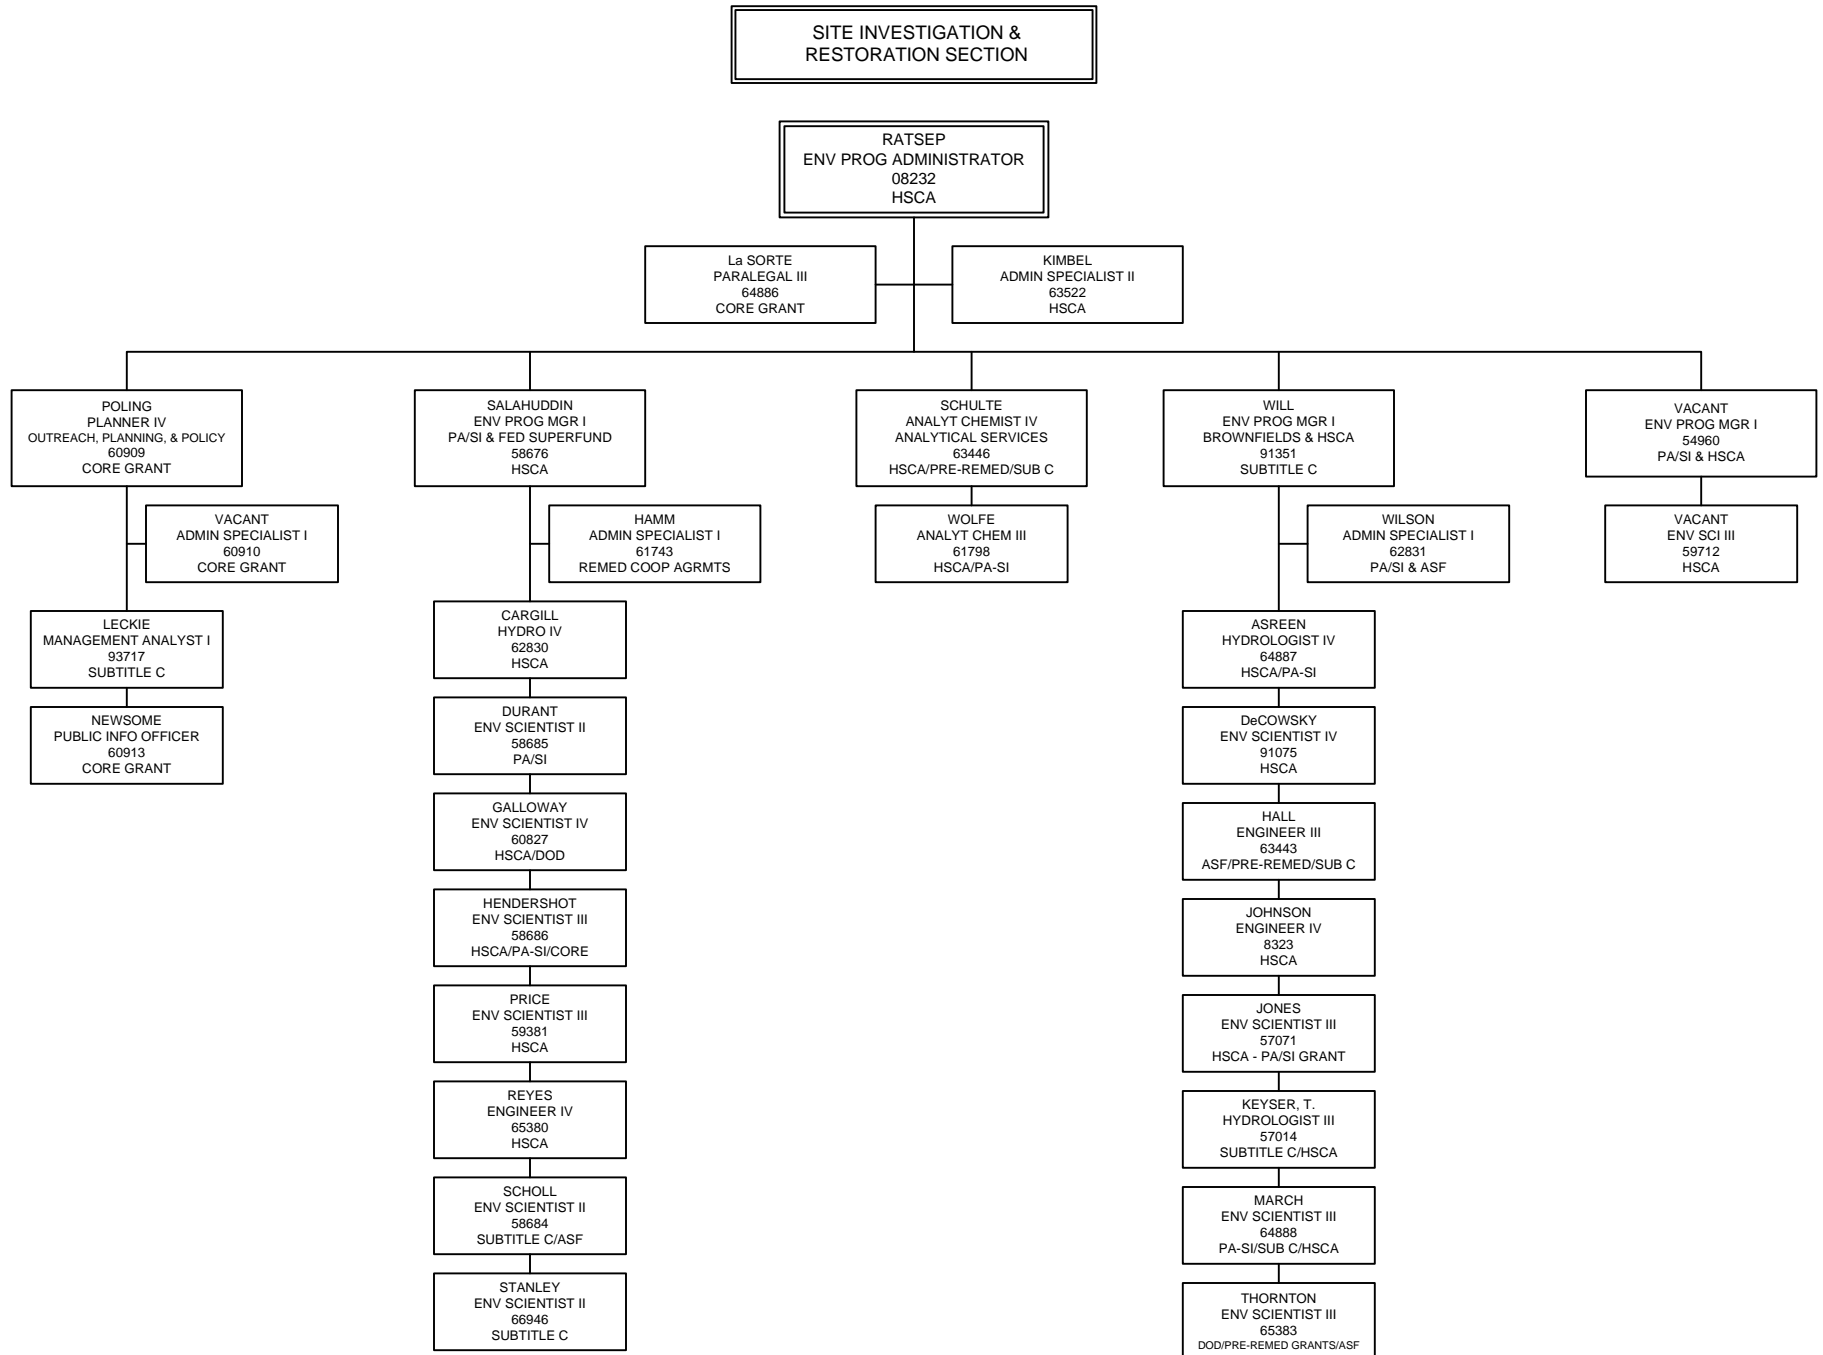 SITE INVESTIGATION &
RESTORATION SECTION
RATSEP
ENV PROG ADMINISTRATOR
08232
HSCA
La SORTE
PARALEGAL III
64886
CORE GRANT
KIMBEL
ADMIN SPECIALIST II
63522
HSCA
POLING
PLANNER IV
OUTREACH, PLANNING, & POLICY
60909
CORE GRANT
SALAHUDDIN
ENV PROG MGR I
PA/SI & FED SUPERFUND
58676
HSCA
SCHULTE
ANALYT CHEMIST IV
ANALYTICAL SERVICES
63446
HSCA/PRE-REMED/SUB C
WILL
ENV PROG MGR I
BROWNFIELDS & HSCA
91351
SUBTITLE C
VACANT
ENV PROG MGR I
54960
PA/SI & HSCA
VACANT
ADMIN SPECIALIST I
60910
CORE GRANT
HAMM
ADMIN SPECIALIST I
61743
REMED COOP AGRMTS
WOLFE
ANALYT CHEM III
61798
HSCA/PA-SI
WILSON
ADMIN SPECIALIST I
62831
PA/SI & ASF
VACANT
ENV SCI III
59712
HSCA
LECKIE
MANAGEMENT ANALYST I
93717
SUBTITLE C
NEWSOME
PUBLIC INFO OFFICER
60913
CORE GRANT
CARGILL
HYDRO IV
62830
HSCA
DURANT
ENV SCIENTIST II
58685
PA/SI
GALLOWAY
ENV SCIENTIST IV
60827
HSCA/DOD
HENDERSHOT
ENV SCIENTIST III
58686
HSCA/PA-SI/CORE
PRICE
ENV SCIENTIST III
59381
HSCA
REYES
ENGINEER IV
65380
HSCA
SCHOLL
ENV SCIENTIST II
58684
SUBTITLE C/ASF
STANLEY
ENV SCIENTIST II
66946
SUBTITLE C
ASREEN
HYDROLOGIST IV
64887
HSCA/PA-SI
DeCOWSKY
ENV SCIENTIST IV
91075
HSCA
HALL
ENGINEER III
63443
ASF/PRE-REMED/SUB C
JOHNSON
ENGINEER IV
8323
HSCA
JONES
ENV SCIENTIST III
57071
HSCA - PA/SI GRANT
KEYSER, T.
HYDROLOGIST III
57014
SUBTITLE C/HSCA
MARCH
ENV SCIENTIST III
64888
PA-SI/SUB C/HSCA
THORNTON
ENV SCIENTIST III
65383
DOD/PRE-REMED GRANTS/ASF